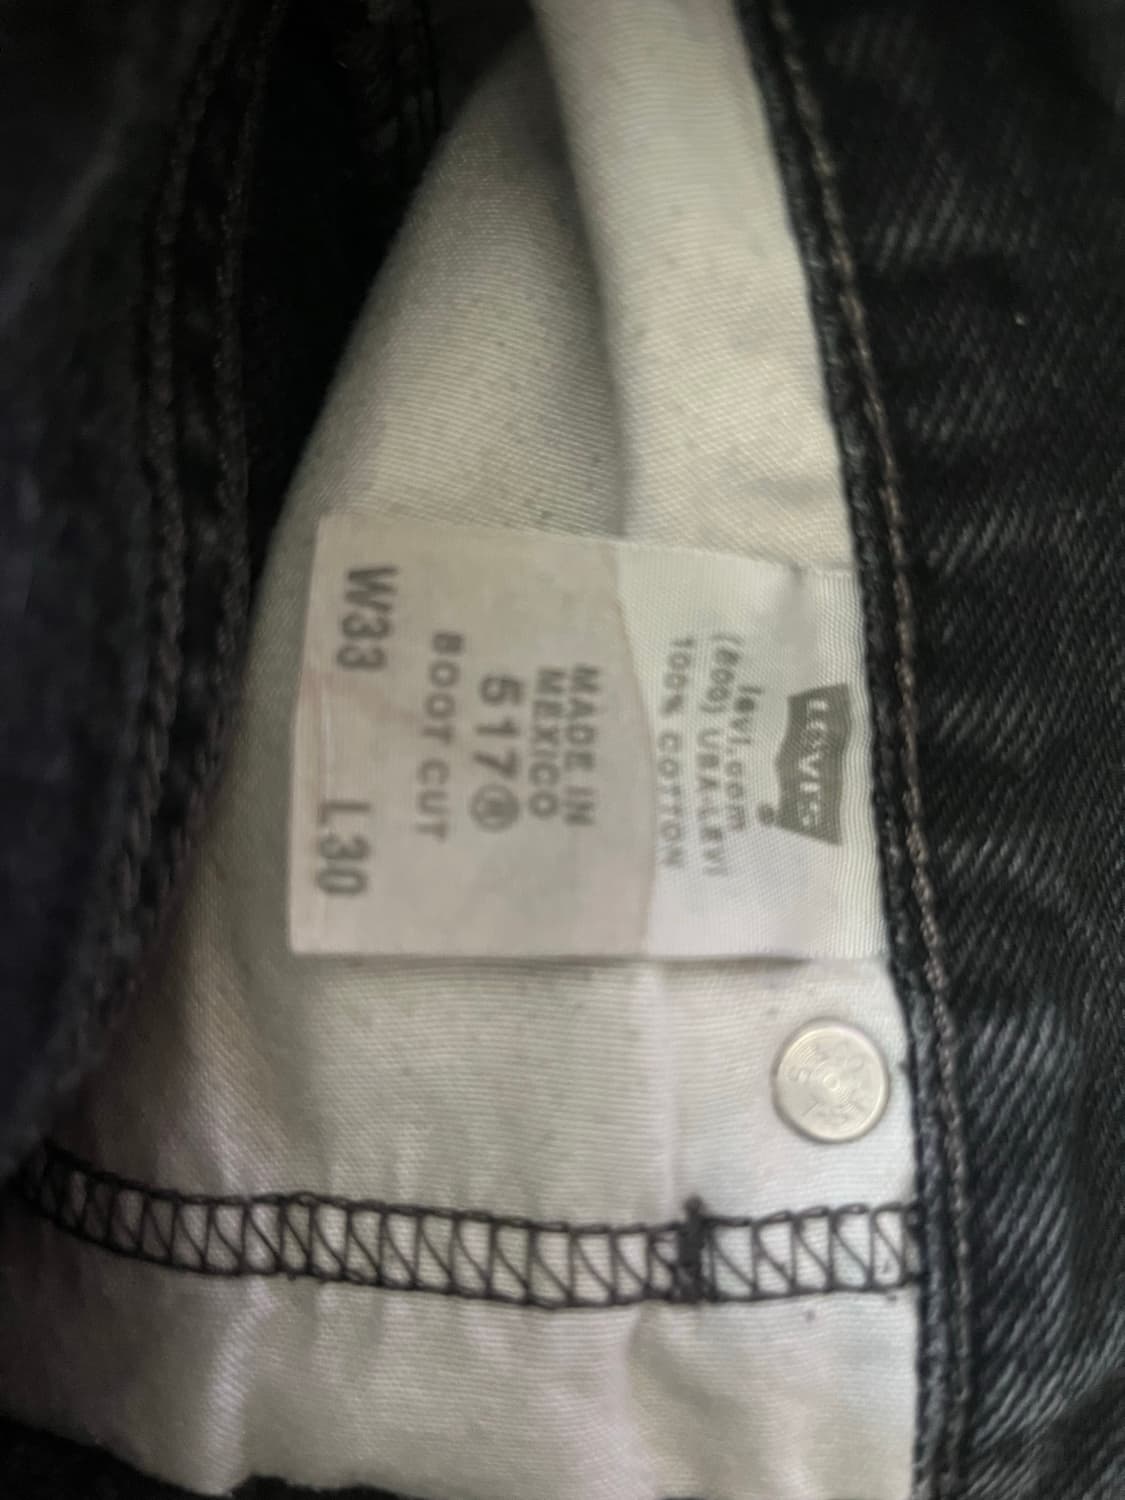 LEVI'S
levi.com
(800) USA-LEVI
100% COTTON
MADE IN
MEXICO
517®
BOOT CUT
W33 L30